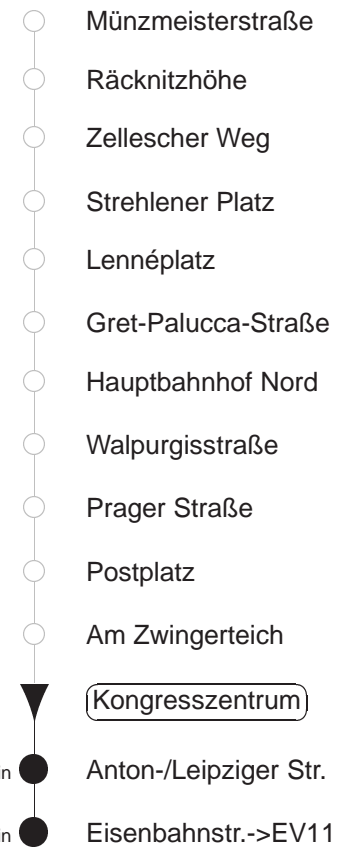 Münzmeisterstraße
Räcknitzhöhe
Zellescher Weg
Strehlener Platz
Lennéplatz
Gret-Palucca-Straße
Hauptbahnhof Nord
Walpurgisstraße
Prager Straße
Postplatz
Am Zwingerteich
Kongresszentrum
Anton-/Leipziger Str.
Eisenbahnstr.->EV11